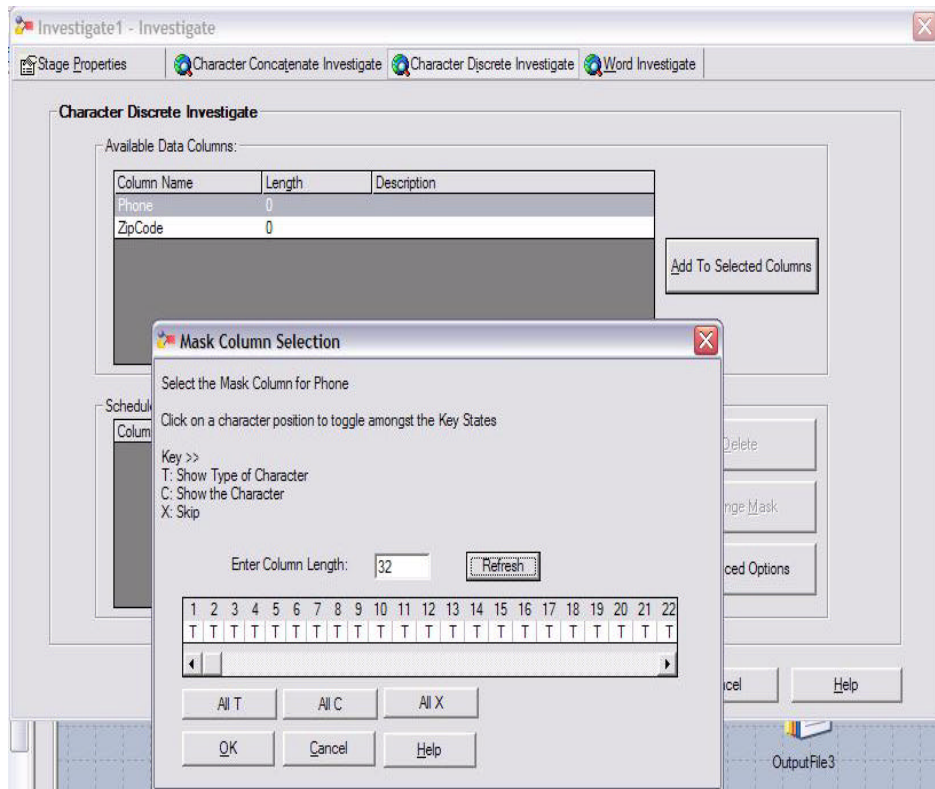 Investigate1 - Investigate
Stage Properties Character Concatenate Investigate Character Discrete Investigate Word Investigate
Character Discrete Investigate
Available Data Columns:
Column Name Length Description
Phone 0
ZipCode 0
Add To Selected Columns
Mask Column Selection
Select the Mask Column for Phone
Click on a character position to toggle amongst the Key States
Key >>
T: Show Type of Character
C: Show the Character
X: Skip
Schedule
Colum
Delete
nge Mask
ced Options
Enter Column Length: 32 Refresh
1 2 3 4 5 6 7 8 9 10 11 12 13 14 15 16 17 18 19 20 21 22
T T T T T T T T T T T T T T T T T T T T T T
All T All C All X
OK Cancel Help
cel Help
OutputFile3